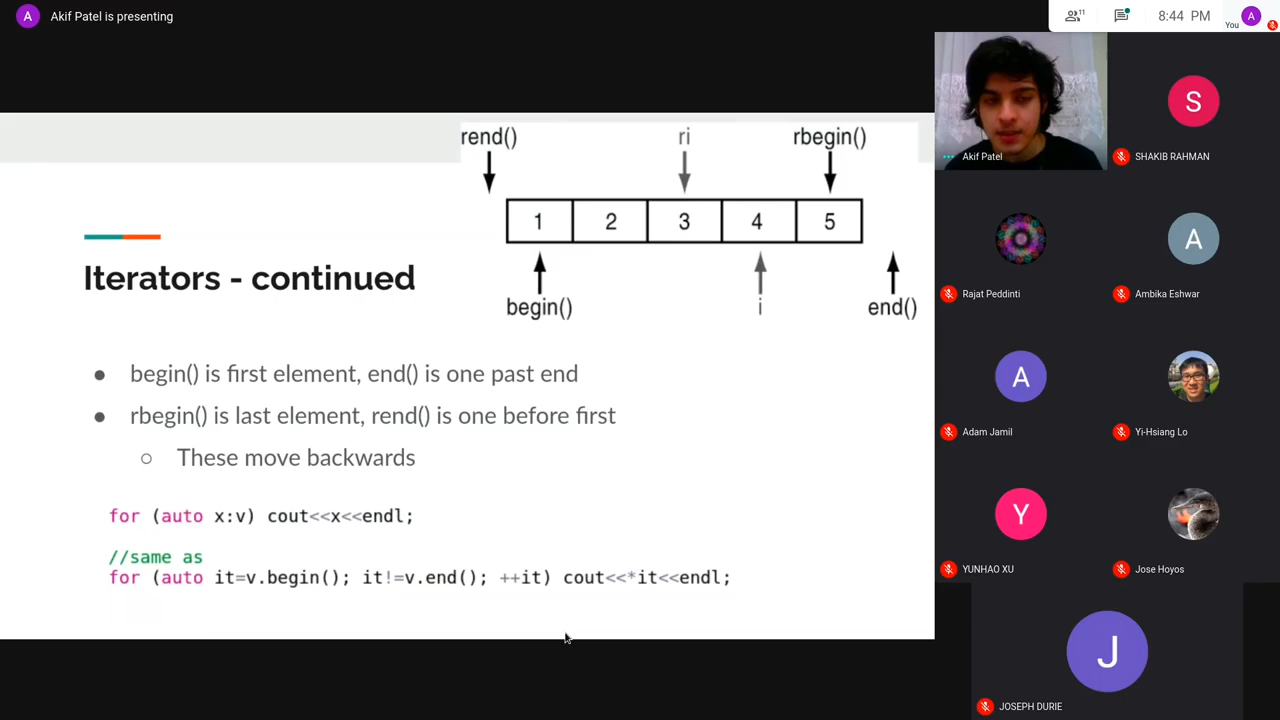 A
Akif Patel is presenting
11
8:44 PM
You
A
rend()
ri
rbegin()
1 2 3 4 5
begin()
i
end()
Iterators - continued
● begin() is first element, end() is one past end
● rbegin() is last element, rend() is one before first
○ These move backwards
for (auto x:v) cout<<x<<endl;
//same as
for (auto it=v.begin(); it!=v.end(); ++it) cout<<*it<<endl;
Akif Patel
S
SHAKIB RAHMAN
Rajat Peddinti
A
Ambika Eshwar
A
Adam Jamil
Yi-Hsiang Lo
Y
YUNHAO XU
Jose Hoyos
J
JOSEPH DURIE